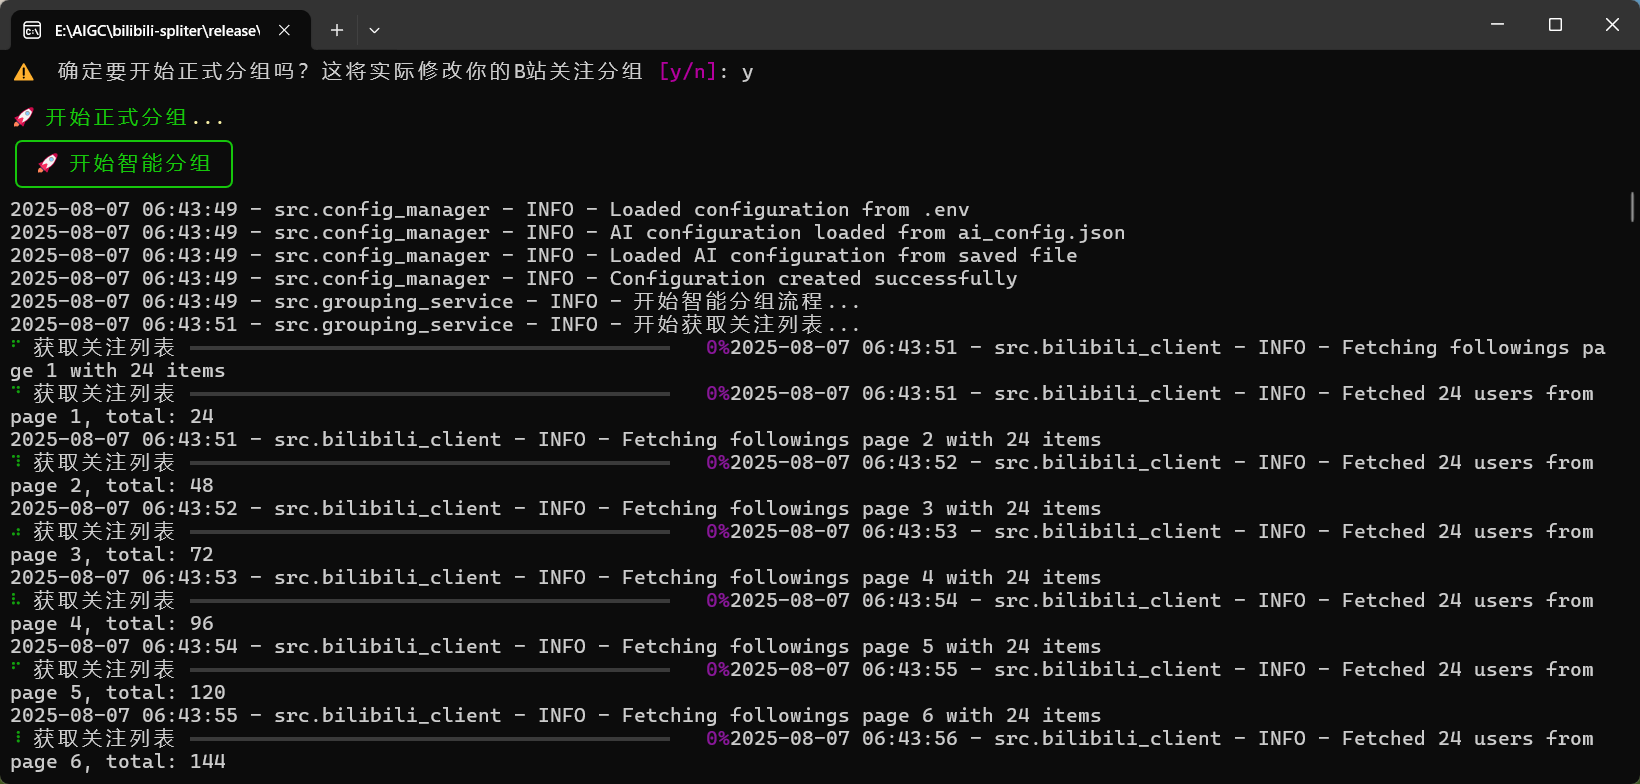 E:\AIGC\bilibili-spliter\release\
⚠ 确定要开始正式分组吗？这将实际修改你的B站关注分组 [y/n]: y
🚀 开始正式分组...
🚀 开始智能分组
2025-08-07 06:43:49 - src.config_manager - INFO - Loaded configuration from .env
2025-08-07 06:43:49 - src.config_manager - INFO - AI configuration loaded from ai_config.json
2025-08-07 06:43:49 - src.config_manager - INFO - Loaded AI configuration from saved file
2025-08-07 06:43:49 - src.config_manager - INFO - Configuration created successfully
2025-08-07 06:43:49 - src.grouping_service - INFO - 开始智能分组流程...
2025-08-07 06:43:51 - src.grouping_service - INFO - 开始获取关注列表...
获取关注列表 0%2025-08-07 06:43:51 - src.bilibili_client - INFO - Fetching followings pa
ge 1 with 24 items
获取关注列表 0%2025-08-07 06:43:51 - src.bilibili_client - INFO - Fetched 24 users from
page 1, total: 24
2025-08-07 06:43:51 - src.bilibili_client - INFO - Fetching followings page 2 with 24 items
获取关注列表 0%2025-08-07 06:43:52 - src.bilibili_client - INFO - Fetched 24 users from
page 2, total: 48
2025-08-07 06:43:52 - src.bilibili_client - INFO - Fetching followings page 3 with 24 items
获取关注列表 0%2025-08-07 06:43:53 - src.bilibili_client - INFO - Fetched 24 users from
page 3, total: 72
2025-08-07 06:43:53 - src.bilibili_client - INFO - Fetching followings page 4 with 24 items
获取关注列表 0%2025-08-07 06:43:54 - src.bilibili_client - INFO - Fetched 24 users from
page 4, total: 96
2025-08-07 06:43:54 - src.bilibili_client - INFO - Fetching followings page 5 with 24 items
获取关注列表 0%2025-08-07 06:43:55 - src.bilibili_client - INFO - Fetched 24 users from
page 5, total: 120
2025-08-07 06:43:55 - src.bilibili_client - INFO - Fetching followings page 6 with 24 items
获取关注列表 0%2025-08-07 06:43:56 - src.bilibili_client - INFO - Fetched 24 users from
page 6, total: 144